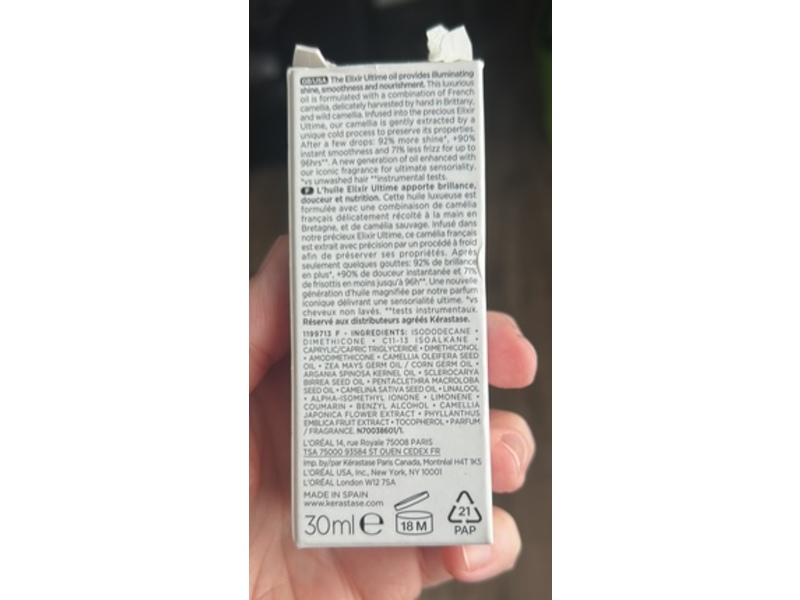 GB/USA The Elixir Ultime oil provides illuminating
shine, smoothness and nourishment. This luxurious
oil is formulated with a combination of French
camellia, delicately harvested by hand in Brittany,
and wild camellia. Infused into the precious Elixir
Ultime, our camellia is gently extracted by a
unique cold process to preserve its properties.
After a few drops: 92% more shine*, +90%
instant smoothness and 71% less frizz for up to
96hrs**. A new generation of oil enhanced with
our iconic fragrance for ultimate sensoriality.
*vs unwashed hair **instrumental tests.
F L'huile Elixir Ultime apporte brillance,
douceur et nutrition. Cette huile luxueuse est
formulée avec une combinaison de camélia
français délicatement récolté à la main en
Bretagne, et de camélia sauvage. Infusé dans
notre précieux Elixir Ultime, ce camélia français
est extrait avec précision par un procédé à froid
afin de préserver ses propriétés. Après
seulement quelques gouttes: 92% de brillance
en plus*, +90% de douceur instantanée et 71%
de frisottis en moins jusqu'à 96h**. Une nouvelle
génération d'huile magnifiée par notre parfum
iconique délivrant une sensorialité ultime. *vs
cheveux non lavés. **tests instrumentaux.
Réservé aux distributeurs agréés Kérastase.
1199713 F - INGREDIENTS: ISODODECANE •
DIMETHICONE • C11-13 ISOALKANE •
CAPRYLIC/CAPRIC TRIGLYCERIDE • DIMETHICONOL
• AMODIMETHICONE • CAMELLIA OLEIFERA SEED
OIL • ZEA MAYS GERM OIL / CORN GERM OIL •
ARGANIA SPINOSA KERNEL OIL • SCLEROCARYA
BIRREA SEED OIL • PENTACLETHRA MACROLOBA
SEED OIL • CAMELINA SATIVA SEED OIL • LINALOOL
• ALPHA-ISOMETHYL IONONE • LIMONENE •
COUMARIN • BENZYL ALCOHOL • CAMELLIA
JAPONICA FLOWER EXTRACT • PHYLLANTHUS
EMBLICA FRUIT EXTRACT • TOCOPHEROL • PARFUM
/ FRAGRANCE. N70038601/1.
L'ORÉAL 14, rue Royale 75008 PARIS
TSA 75000 93584 ST OUEN CEDEX FR
Imp. by/par Kérastase Paris Canada, Montréal H4T 1K5
L'ORÉAL USA, Inc., New York, NY 10001
L'ORÉAL London W12 7SA
MADE IN SPAIN
www.kerastase.com
30ml e 18 M 21
PAP